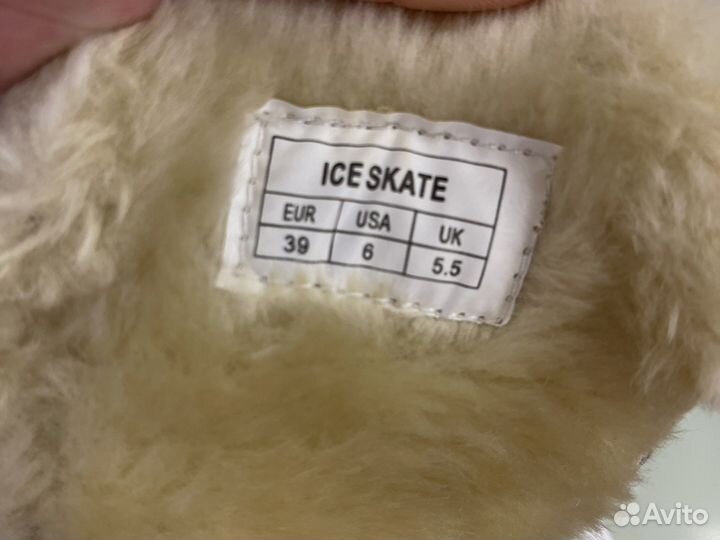 ICE SKATE
EUR USA UK
39 6 5.5
Avito